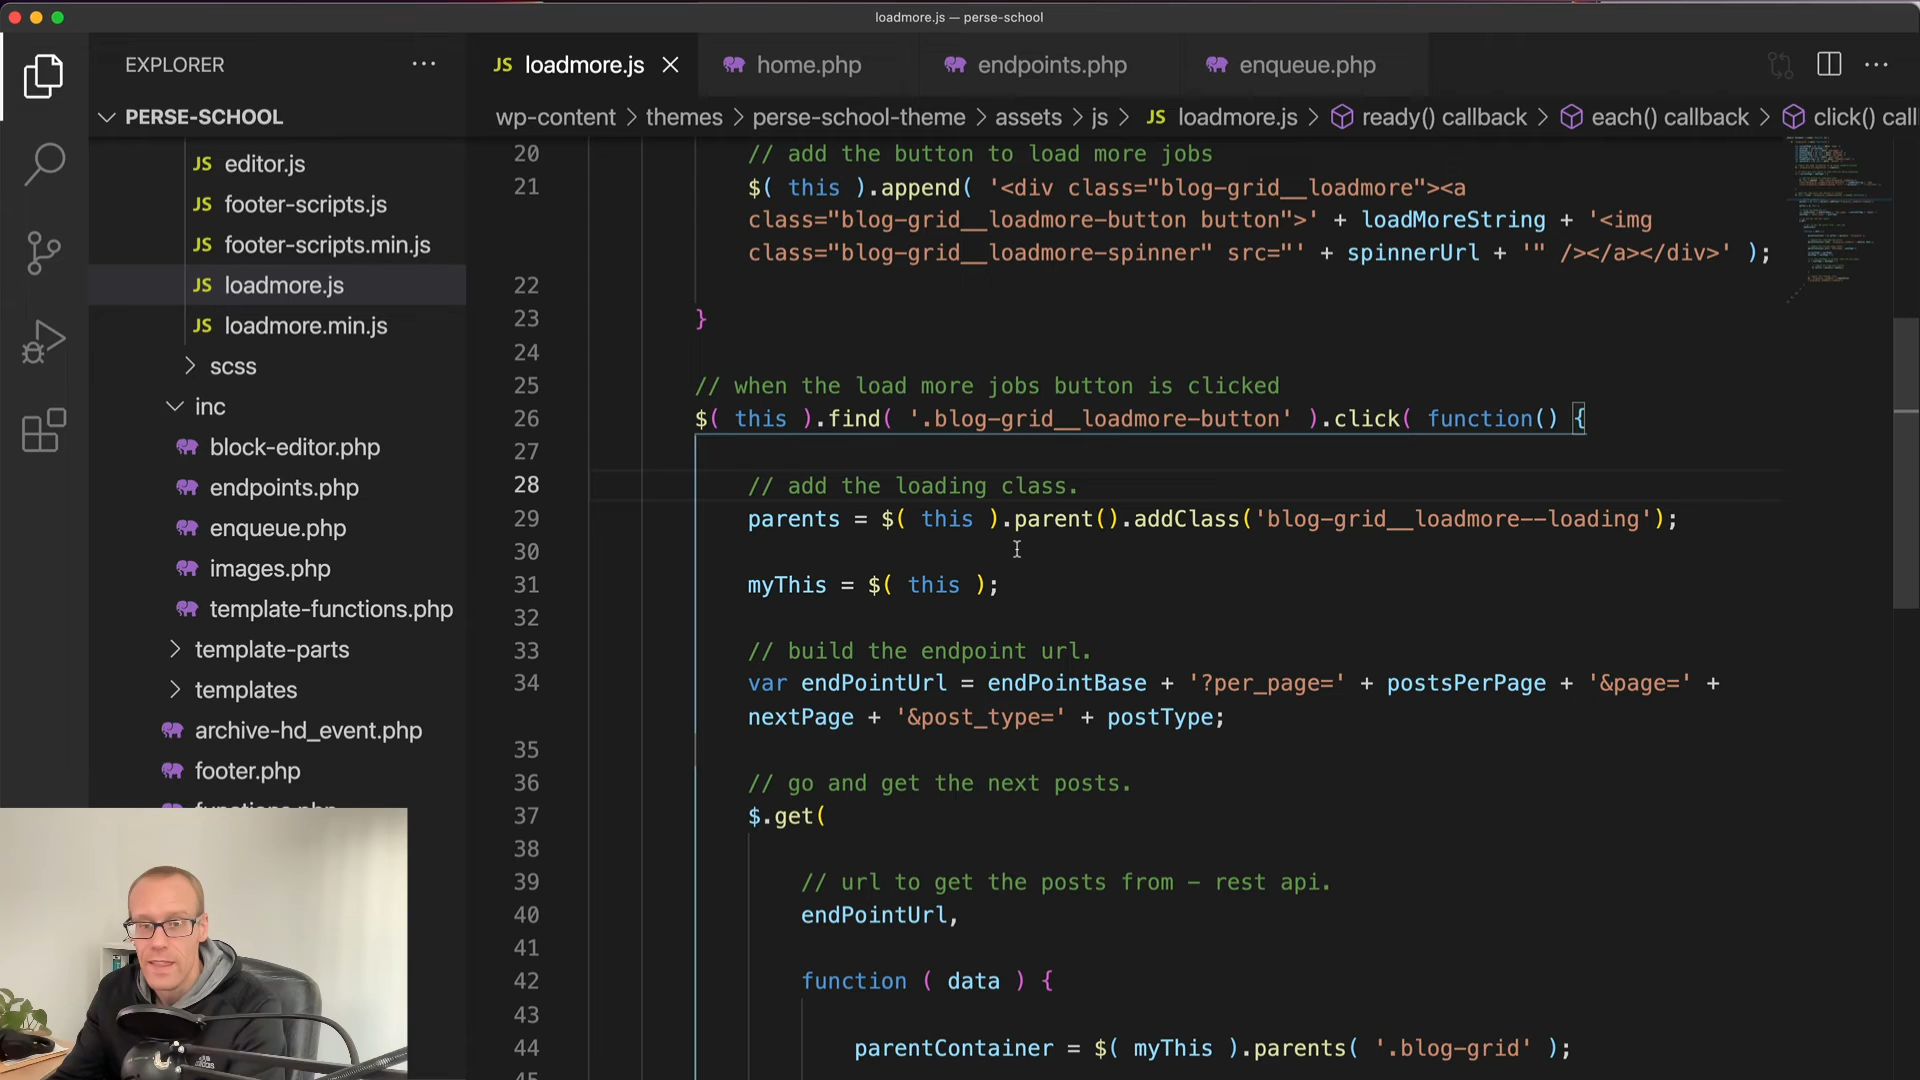 loadmore.js — perse-school
EXPLORER
PERSE-SCHOOL
editor.js
footer-scripts.js
footer-scripts.min.js
loadmore.js
loadmore.min.js
scss
inc
block-editor.php
endpoints.php
enqueue.php
images.php
template-functions.php
template-parts
templates
archive-hd_event.php
footer.php
functions.php
JS loadmore.js
home.php
endpoints.php
enqueue.php
wp-content > themes > perse-school-theme > assets > js > JS loadmore.js > ready() callback > each() callback > click() call
20 // add the button to load more jobs
21 $( this ).append( '<div class="blog-grid__loadmore"><a
class="blog-grid__loadmore-button button">' + loadMoreString + '<img
class="blog-grid__loadmore-spinner" src="' + spinnerUrl + '" /></a></div>' );
22
23 }
24
25 // when the load more jobs button is clicked
26 $( this ).find( '.blog-grid__loadmore-button' ).click( function() {
27
28 // add the loading class.
29 parents = $( this ).parent().addClass('blog-grid__loadmore--loading');
30
31 myThis = $( this );
32
33 // build the endpoint url.
34 var endPointUrl = endPointBase + '?per_page=' + postsPerPage + '&page=' +
nextPage + '&post_type=' + postType;
35
36 // go and get the next posts.
37 $.get(
38
39 // url to get the posts from – rest api.
40 endPointUrl,
41
42 function ( data ) {
43
44 parentContainer = $( myThis ).parents( '.blog-grid' );